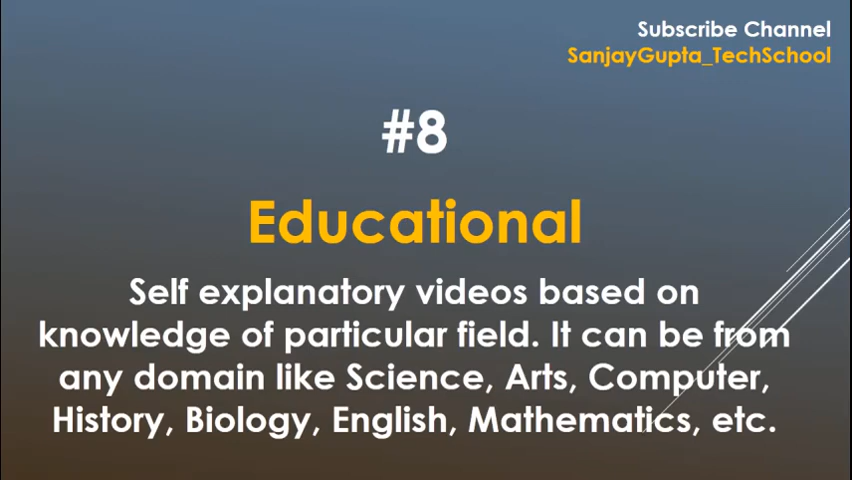 Subscribe Channel
SanjayGupta_TechSchool
#8
Educational
Self explanatory videos based on
knowledge of particular field. It can be from
any domain like Science, Arts, Computer,
History, Biology, English, Mathematics, etc.